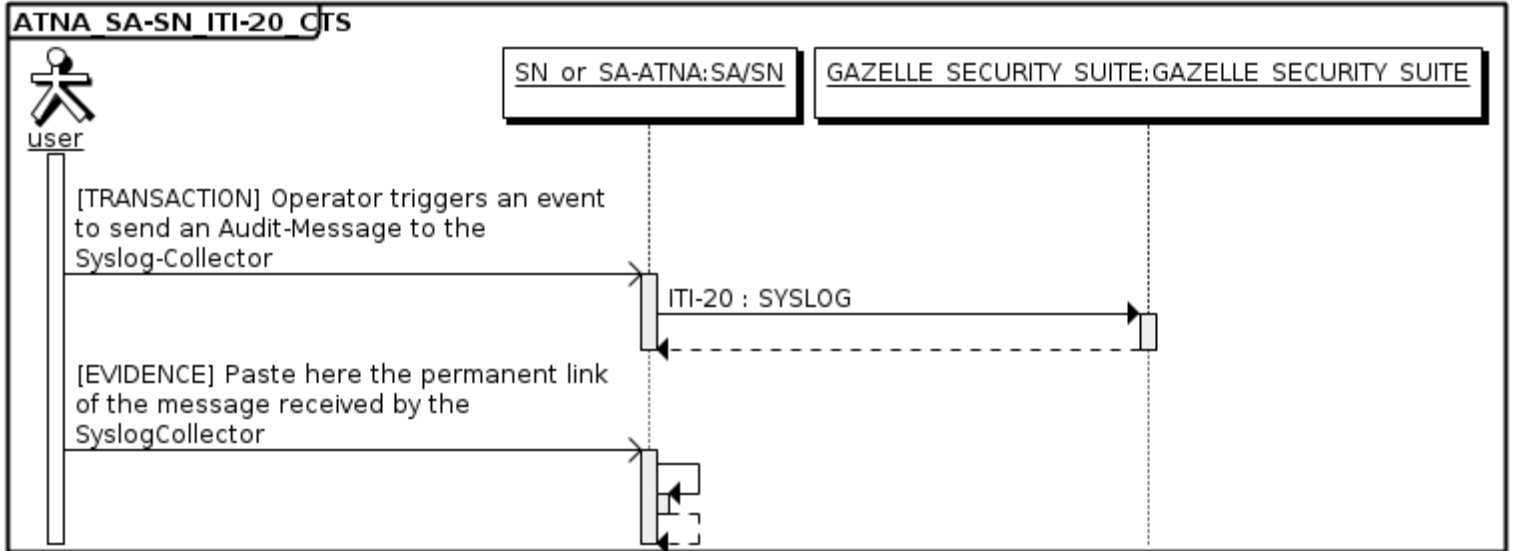 ATNA_SA-SN_ITI-20_CTS
SN_or_SA-ATNA:SA/SN
GAZELLE_SECURITY_SUITE:GAZELLE_SECURITY_SUITE
user
[TRANSACTION] Operator triggers an event
to send an Audit-Message to the
Syslog-Collector
ITI-20 : SYSLOG
[EVIDENCE] Paste here the permanent link
of the message received by the
SyslogCollector